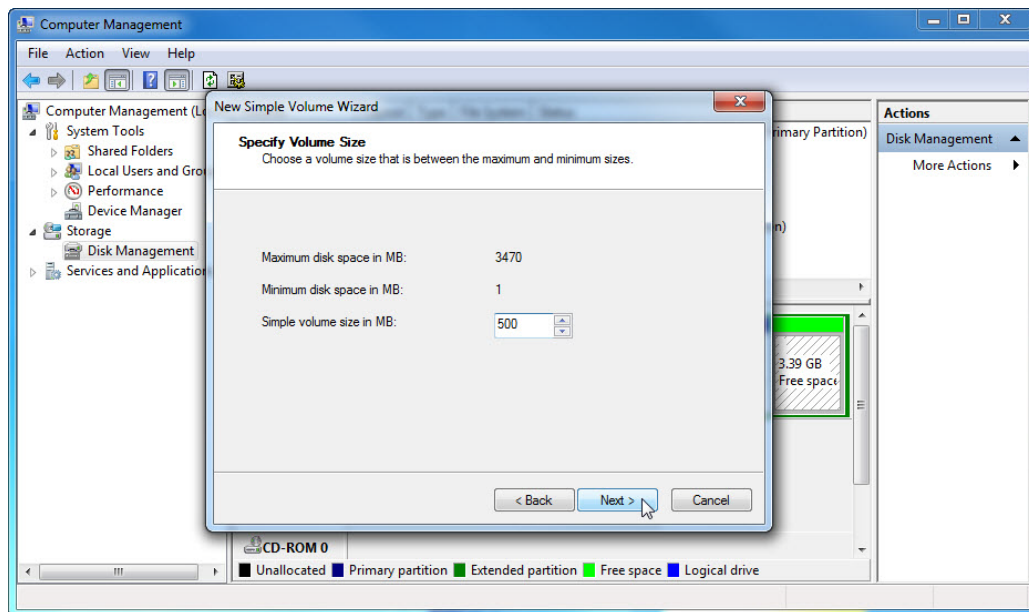 Computer Management
File Action View Help
Computer Management (Lo
System Tools
Shared Folders
Local Users and Grou
Performance
Device Manager
Storage
Disk Management
Services and Application
New Simple Volume Wizard
Specify Volume Size
Choose a volume size that is between the maximum and minimum sizes.
Maximum disk space in MB: 3470
Minimum disk space in MB: 1
Simple volume size in MB: 500
< Back Next > Cancel
rimary Partition)
n)
3.39 GB
Free space
CD-ROM 0
Unallocated Primary partition Extended partition Free space Logical drive
Actions
Disk Management
More Actions